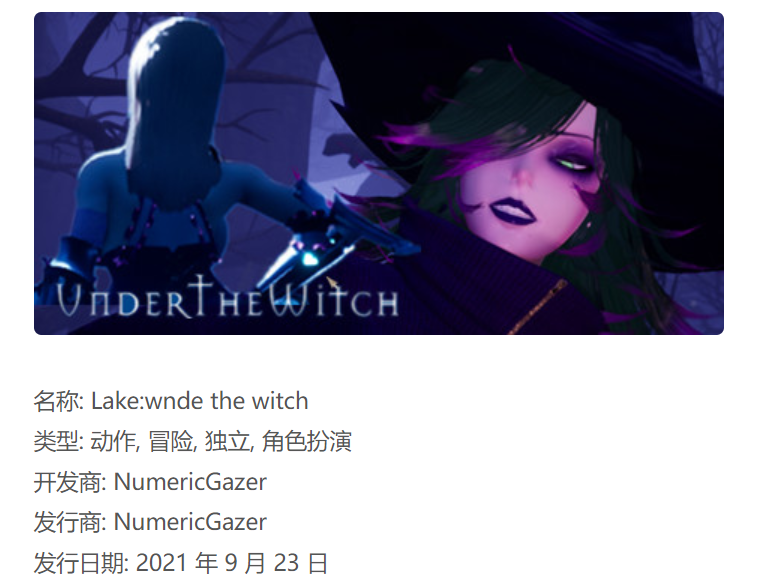 UnderTheWitch
名称: Lake:wnde the witch
类型: 动作, 冒险, 独立, 角色扮演
开发商: NumericGazer
发行商: NumericGazer
发行日期: 2021 年 9 月 23 日